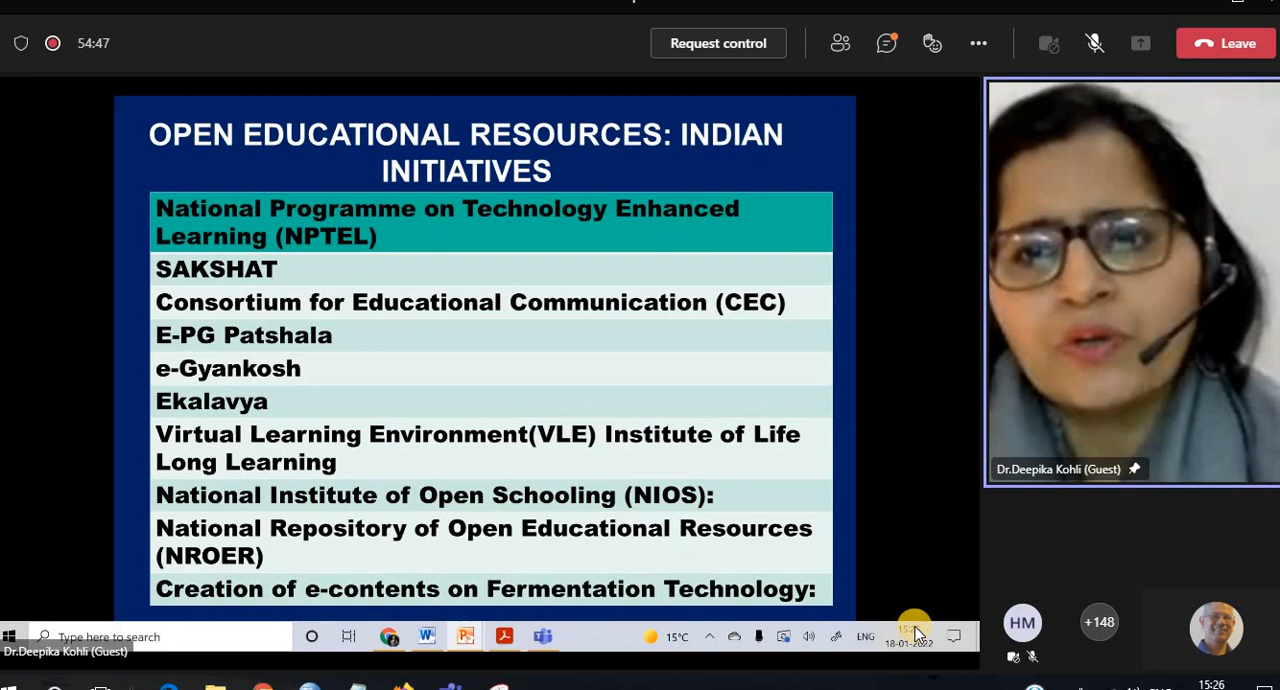 54:47
Request control
Leave
OPEN EDUCATIONAL RESOURCES: INDIAN
INITIATIVES
National Programme on Technology Enhanced
Learning (NPTEL)
SAKSHAT
Consortium for Educational Communication (CEC)
E-PG Patshala
e-Gyankosh
Ekalavya
Virtual Learning Environment(VLE) Institute of Life
Long Learning
National Institute of Open Schooling (NIOS):
National Repository of Open Educational Resources
(NROER)
Creation of e-contents on Fermentation Technology:
Dr.Deepika Kohli (Guest)
HM
+148
Type here to search
15°C
ENG
18-01-2022
Dr.Deepika Kohli (Guest)
15:26